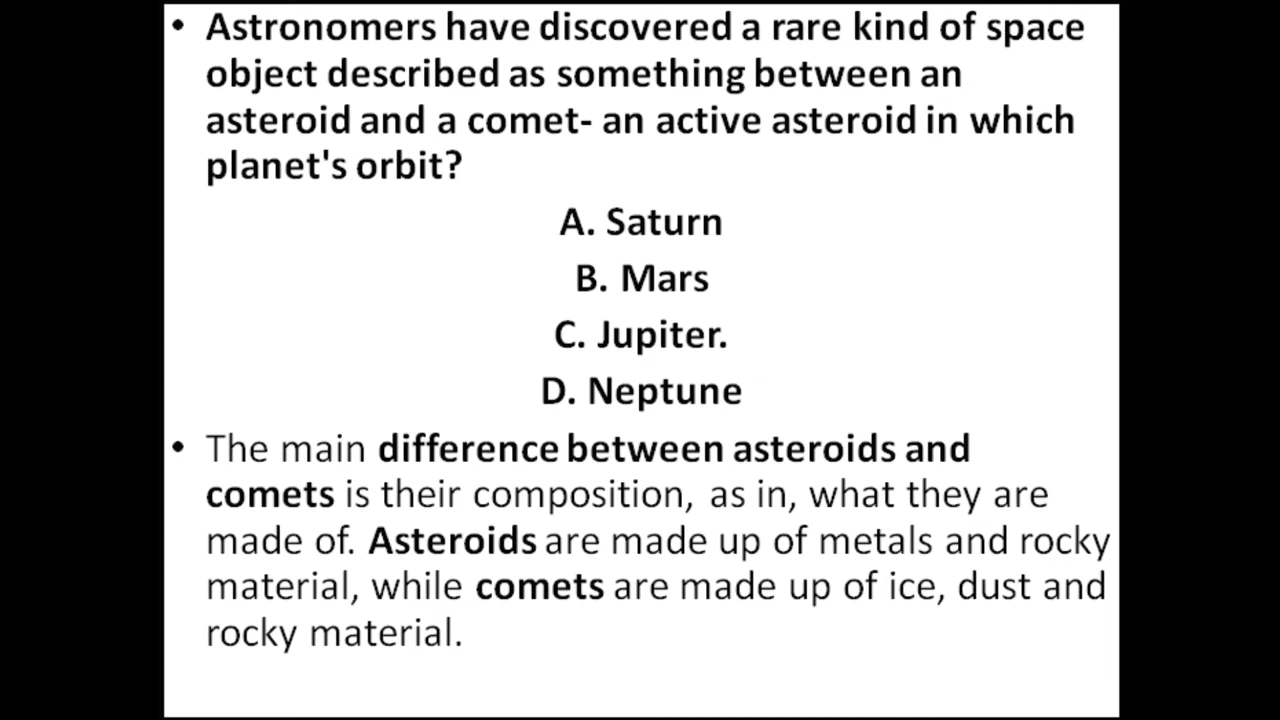 • Astronomers have discovered a rare kind of space
object described as something between an
asteroid and a comet- an active asteroid in which
planet's orbit?
A. Saturn
B. Mars
C. Jupiter.
D. Neptune
• The main difference between asteroids and
comets is their composition, as in, what they are
made of. Asteroids are made up of metals and rocky
material, while comets are made up of ice, dust and
rocky material.